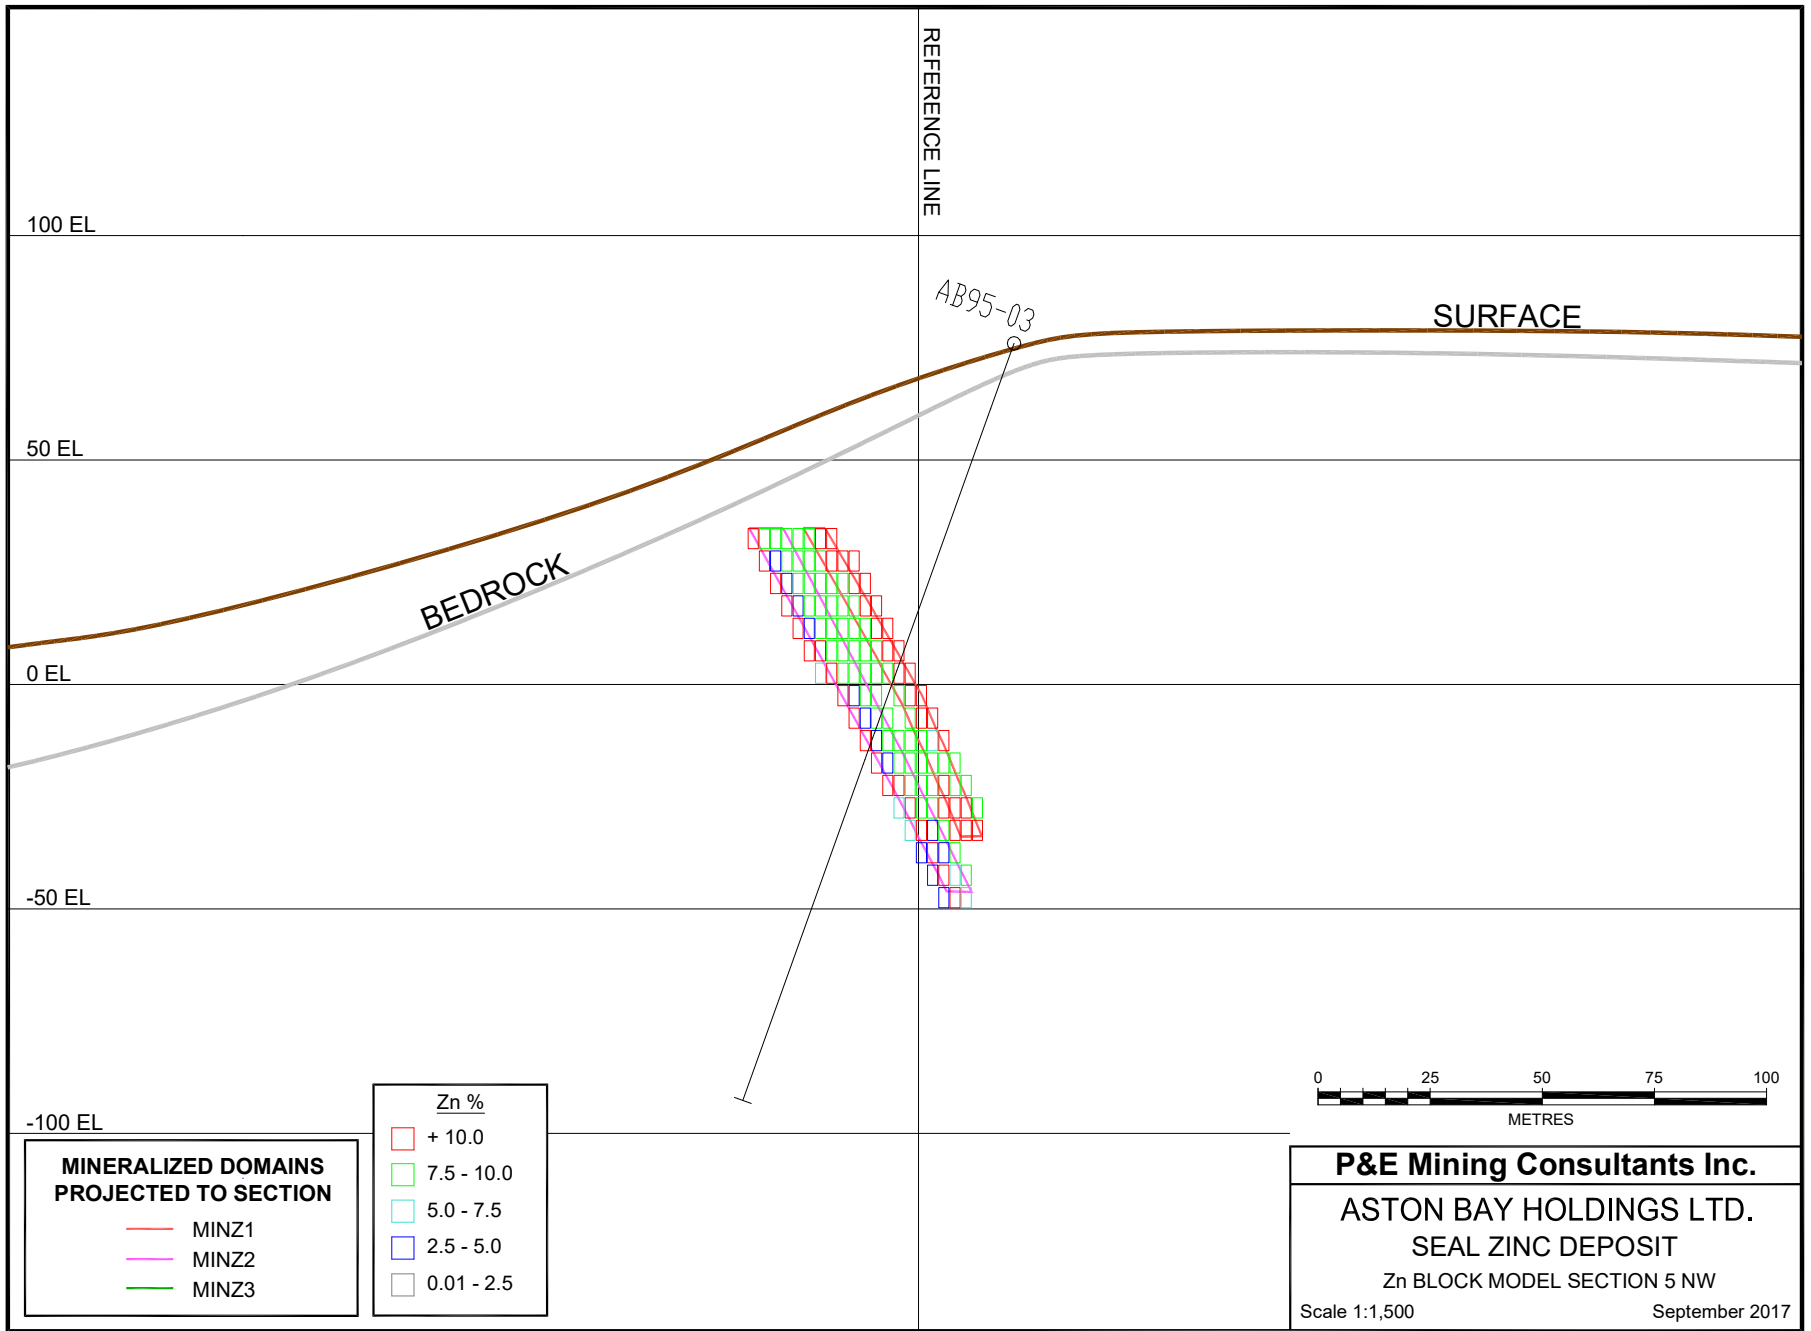 REFERENCE LINE
100 EL
AB95-03
SURFACE
50 EL
BEDROCK
0 EL
-50 EL
-100 EL
MINERALIZED DOMAINS
PROJECTED TO SECTION
MINZ1
MINZ2
MINZ3
Zn %
+ 10.0
7.5 - 10.0
5.0 - 7.5
2.5 - 5.0
0.01 - 2.5
0 25 50 75 100
METRES
P&E Mining Consultants Inc.
ASTON BAY HOLDINGS LTD.
SEAL ZINC DEPOSIT
Zn BLOCK MODEL SECTION 5 NW
Scale 1:1,500 September 2017